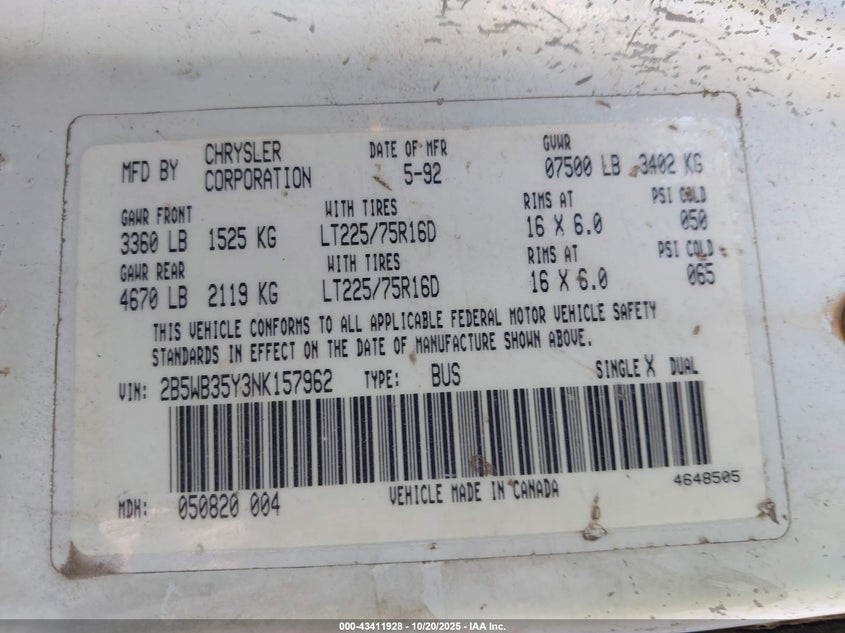 MFD BY CHRYSLER CORPORATION DATE OF MFR 5-92 GVWR 07500 LB 3402 KG
GAWR FRONT WITH TIRES RIMS AT PSI COLD
3360 LB 1525 KG LT225/75R16D 16 X 6.0 050
GAWR REAR WITH TIRES RIMS AT PSI COLD
4670 LB 2119 KG LT225/75R16D 16 X 6.0 065
THIS VEHICLE CONFORMS TO ALL APPLICABLE FEDERAL MOTOR VEHICLE SAFETY
STANDARDS IN EFFECT ON THE DATE OF MANUFACTURE SHOWN ABOVE.
VIN: 2B5WB35Y3NK157962 TYPE: BUS SINGLE X DUAL
MDH: 050820 004 VEHICLE MADE IN CANADA 4648505
000-43411928 - 10/20/2025 - IAA Inc.